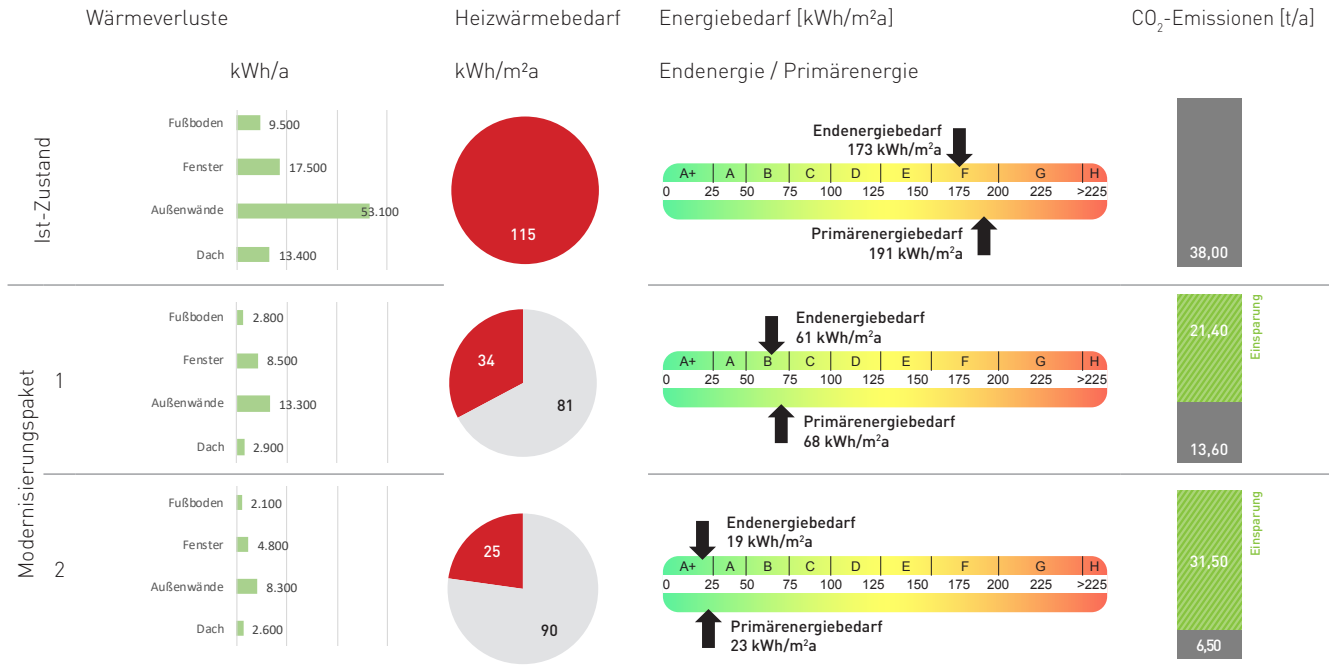 Wärmeverluste
Heizwärmebedarf
Energiebedarf [kWh/m²a]
CO₂-Emissionen [t/a]
kWh/a
kWh/m²a
Endenergie / Primärenergie
Ist-Zustand
Fußboden 9.500
Fenster 17.500
Außenwände 53.100
Dach 13.400
115
Endenergiebedarf
173 kWh/m²a
A+ A B C D E F G H
0 25 50 75 100 125 150 175 200 225 >225
Primärenergiebedarf
191 kWh/m²a
38,00
Modernisierungspaket
1
Fußboden 2.800
Fenster 8.500
Außenwände 13.300
Dach 2.900
34
81
Endenergiebedarf
61 kWh/m²a
A+ A B C D E F G H
0 25 50 75 100 125 150 175 200 225 >225
Primärenergiebedarf
68 kWh/m²a
21,40
Einsparung
13,60
2
Fußboden 2.100
Fenster 4.800
Außenwände 8.300
Dach 2.600
25
90
Endenergiebedarf
19 kWh/m²a
A+ A B C D E F G H
0 25 50 75 100 125 150 175 200 225 >225
Primärenergiebedarf
23 kWh/m²a
31,50
Einsparung
6,50